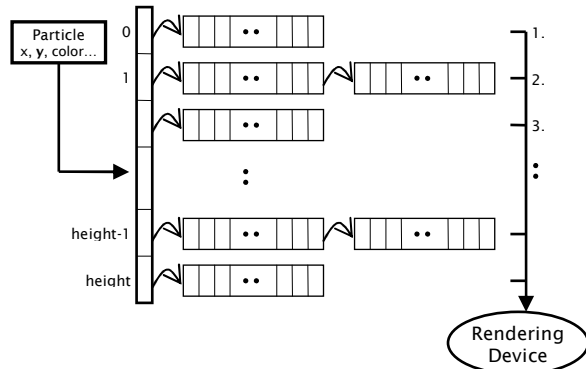 Particle
x, y, color...
0
1
height-1
height
1.
2.
3.
Rendering
Device